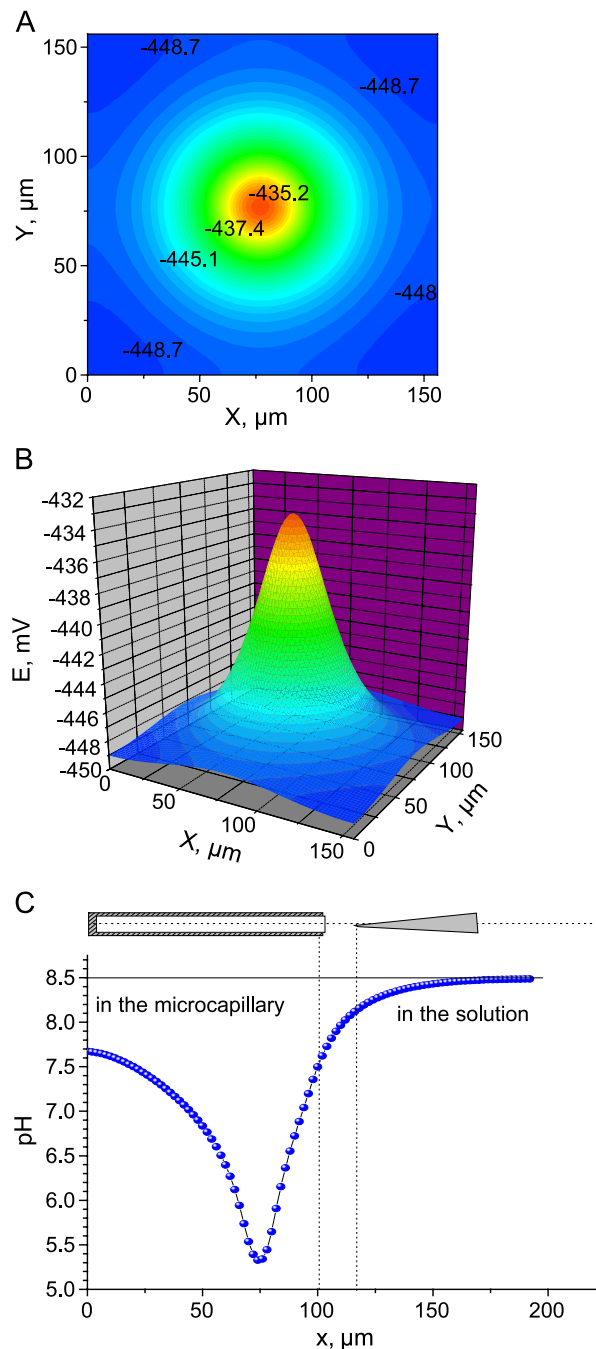 A
150
-448.7
-448.7
100
Y, µm
-435.2
-437.4
-445.1
50
-448
-448.7
0
0 50 100 150
X, µm
B
-432
-434
-436
-438
-440
-442
-444
-446
-448
-450
E, mV
0
50
100
150
X, µm
0
50
100
150
Y, µm
C
8.5
in the microcapillary
in the solution
8.0
7.5
7.0
pH
6.5
6.0
5.5
5.0
0 50 100 150 200
x, µm